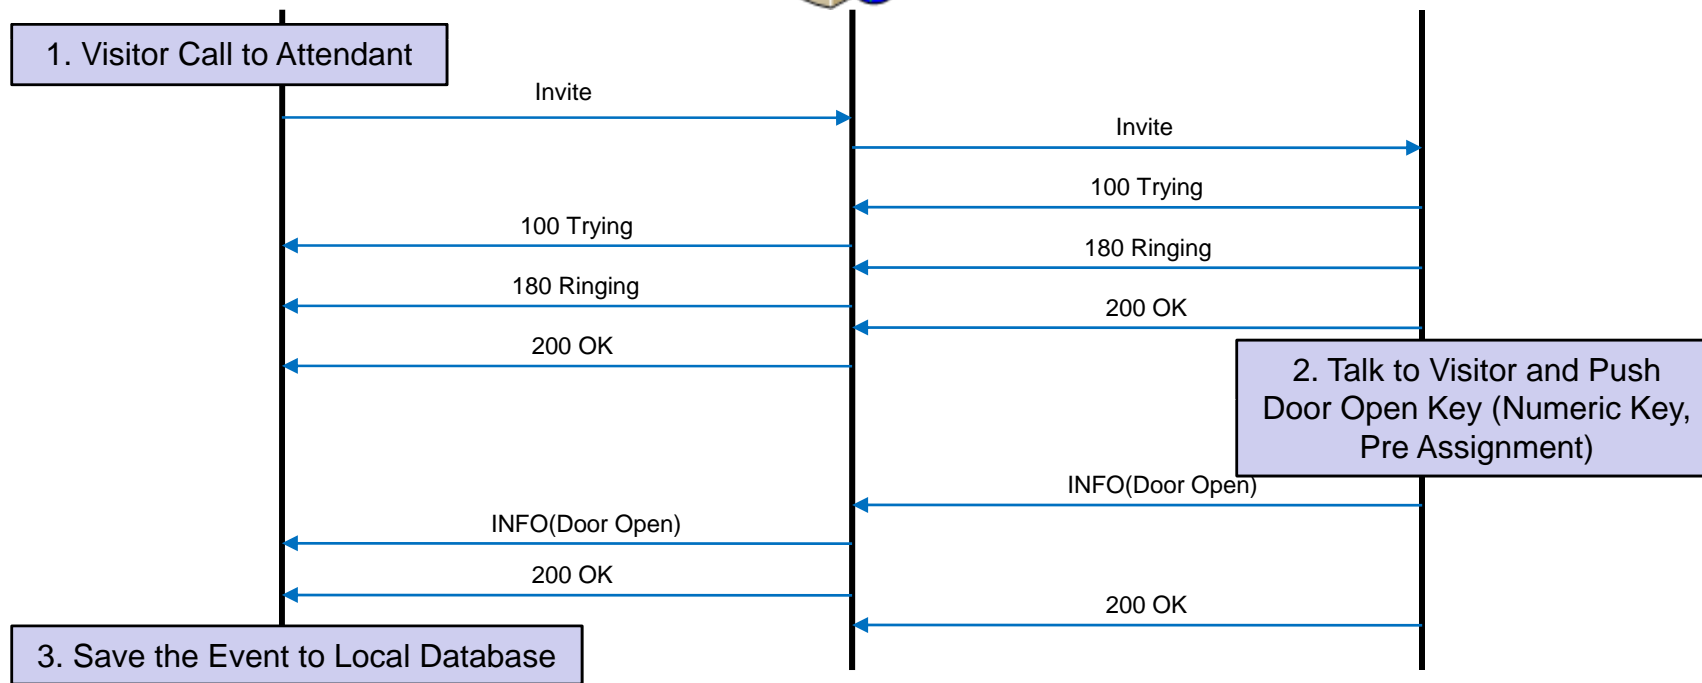 1. Visitor Call to Attendant
Invite
Invite
100 Trying
100 Trying
180 Ringing
180 Ringing
200 OK
200 OK
2. Talk to Visitor and Push
Door Open Key (Numeric Key,
Pre Assignment)
INFO(Door Open)
INFO(Door Open)
200 OK
200 OK
3. Save the Event to Local Database